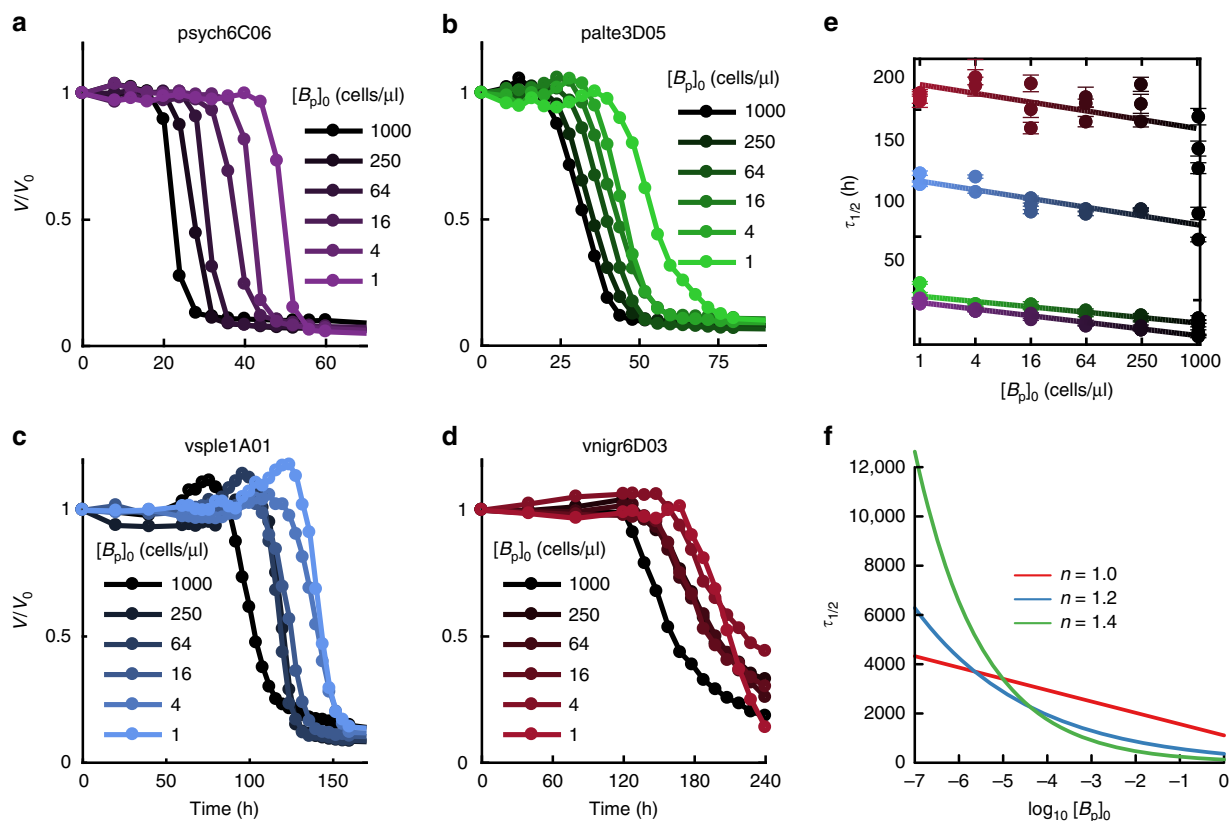 a
psych6C06
V/V0
1
0.5
0
0 20 40 60
[Bp]0 (cells/μl)
1000
250
64
16
4
1
b
palte3D05
1
0.5
0
0 25 50 75
[Bp]0 (cells/μl)
1000
250
64
16
4
1
e
τ1/2 (h)
200
150
100
50
1 4 16 64 250 1000
[Bp]0 (cells/μl)
c
vsple1A01
V/V0
1
0.5
0
0 50 100 150
Time (h)
[Bp]0 (cells/μl)
1000
250
64
16
4
1
d
vnigr6D03
1
0.5
0
0 60 120 180 240
Time (h)
[Bp]0 (cells/μl)
1000
250
64
16
4
1
f
τ1/2
12,000
10,000
8000
6000
4000
2000
0
–7 –6 –5 –4 –3 –2 –1 0
log10 [Bp]0
n = 1.0
n = 1.2
n = 1.4